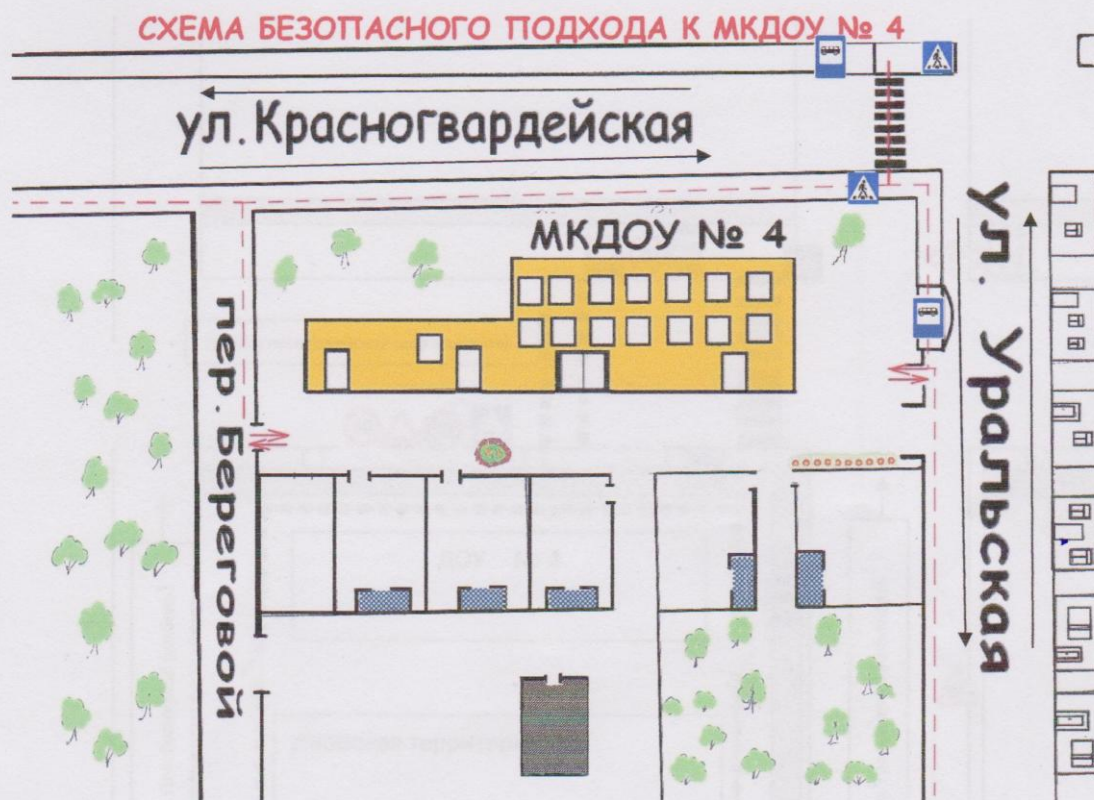 СХЕМА БЕЗОПАСНОГО ПОДХОДА К МКДОУ № 4
ул. Красногвардейская
МКДОУ № 4
ул. Уральская
пер. Береговой